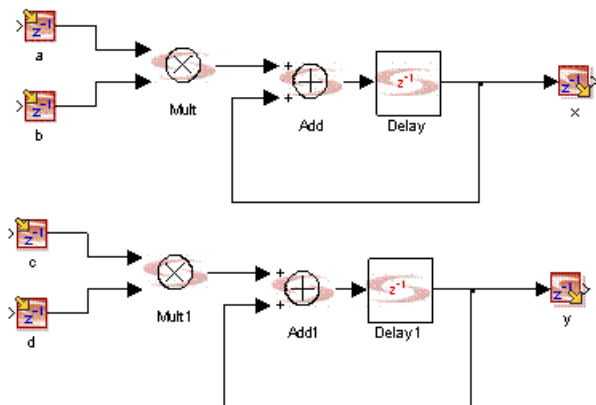 z⁻¹
a
z⁻¹
b
Mult
+
+
Add
z⁻¹
Delay
z⁻¹
x
z⁻¹
c
z⁻¹
d
Mult1
+
+
Add1
z⁻¹
Delay1
z⁻¹
y